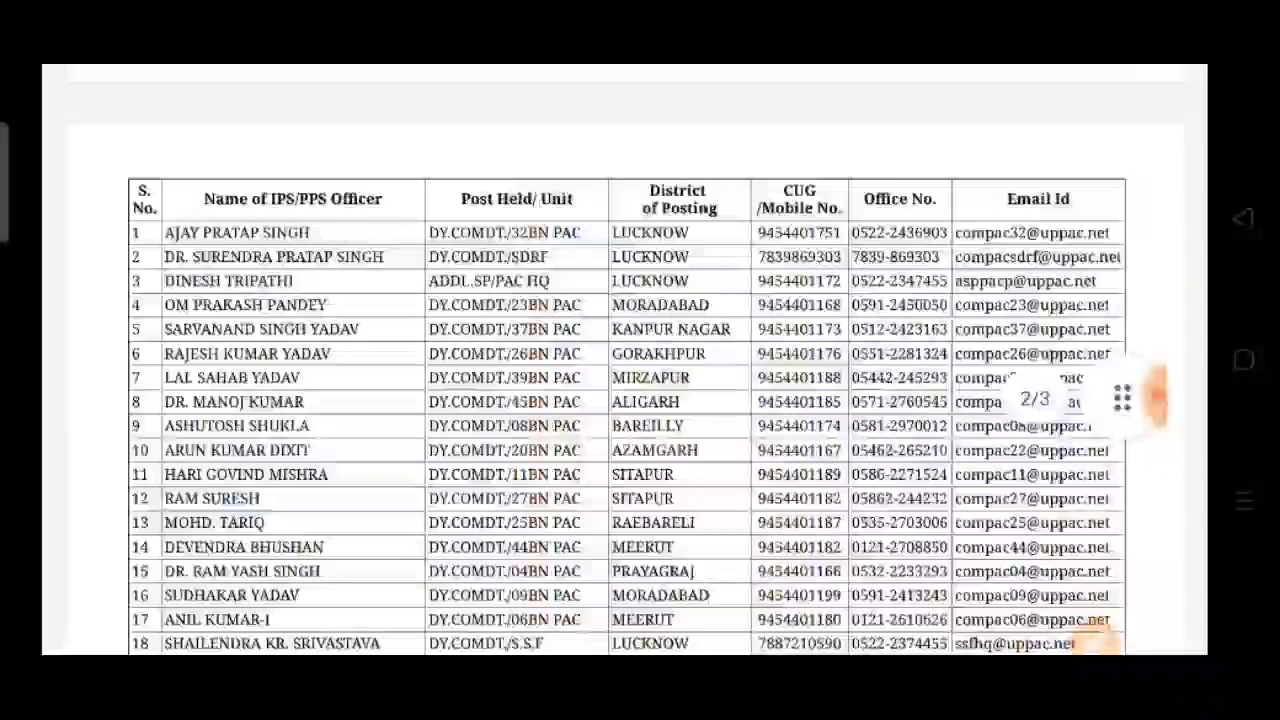 S. No. Name of IPS/PPS Officer Post Held/ Unit District of Posting CUG /Mobile No. Office No. Email Id
1 AJAY PRATAP SINGH DY.COMDT./32BN PAC LUCKNOW 9454401751 0522-2436903 compac32@uppac.net
2 DR. SURENDRA PRATAP SINGH DY.COMDT./SDRF LUCKNOW 7839869303 7839-869303 compacsdrf@uppac.net
3 DINESH TRIPATHI ADDL.SP/PAC HQ LUCKNOW 9454401172 0522-2347455 asppacp@uppac.net
4 OM PRAKASH PANDEY DY.COMDT./23BN PAC MORADABAD 9454401168 0591-2450050 compac23@uppac.net
5 SARVANAND SINGH YADAV DY.COMDT./37BN PAC KANPUR NAGAR 9454401173 0512-2423163 compac37@uppac.net
6 RAJESH KUMAR YADAV DY.COMDT./26BN PAC GORAKHPUR 9454401176 0551-2281324 compac26@uppac.net
7 LAL SAHAB YADAV DY.COMDT./39BN PAC MIRZAPUR 9454401188 05442-245293
8 DR. MANOJ KUMAR DY.COMDT./45BN PAC ALIGARH 9454401185 0571-2760545
2/3
9 ASHUTOSH SHUKLA DY.COMDT./08BN PAC BAREILLY 9454401174 0581-2970012
10 ARUN KUMAR DIXIT DY.COMDT./20BN PAC AZAMGARH 9454401167 05462-265210 compac22@uppac.net
11 HARI GOVIND MISHRA DY.COMDT./11BN PAC SITAPUR 9454401189 0586-2271524 compac11@uppac.net
12 RAM SURESH DY.COMDT./27BN PAC SITAPUR 9454401182 05862-244232 compac27@uppac.net
13 MOHD. TARIQ DY.COMDT./25BN PAC RAEBARELI 9454401187 0535-2703006 compac25@uppac.net
14 DEVENDRA BHUSHAN DY.COMDT./44BN PAC MEERUT 9454401182 0121-2708850 compac44@uppac.net
15 DR. RAM YASH SINGH DY.COMDT./04BN PAC PRAYAGRAJ 9454401166 0532-2233293 compac04@uppac.net
16 SUDHAKAR YADAV DY.COMDT./09BN PAC MORADABAD 9454401199 0591-2413243 compac09@uppac.net
17 ANIL KUMAR-I DY.COMDT./06BN PAC MEERUT 9454401180 0121-2610626 compac06@uppac.net
18 SHAILENDRA KR. SRIVASTAVA DY.COMDT./S.S.F LUCKNOW 7887210590 0522-2374455 ssfhq@uppac.net